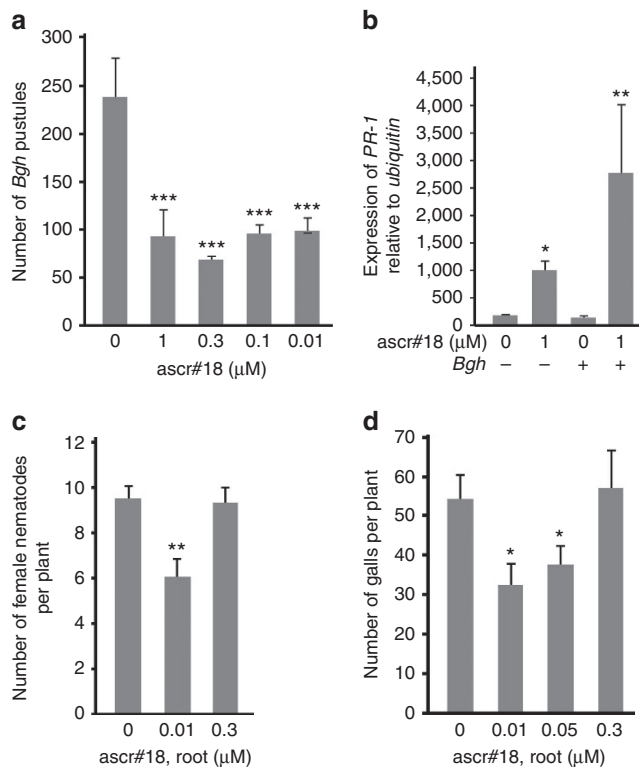 a
Number of Bgh pustules
300
250
200
150
100
50
0
***
***
***
***
0 1 0.3 0.1 0.01
ascr#18 (μM)
b
Expression of PR-1
relative to ubiquitin
4,500
4,000
3,500
3,000
2,500
2,000
1,500
1,000
500
0
*
**
ascr#18 (μM) 0 1 0 1
Bgh – – + +
c
Number of female nematodes
per plant
12
10
8
6
4
2
0
**
0 0.01 0.3
ascr#18, root (μM)
d
Number of galls per plant
70
60
50
40
30
20
10
0
*
*
0 0.01 0.05 0.3
ascr#18, root (μM)